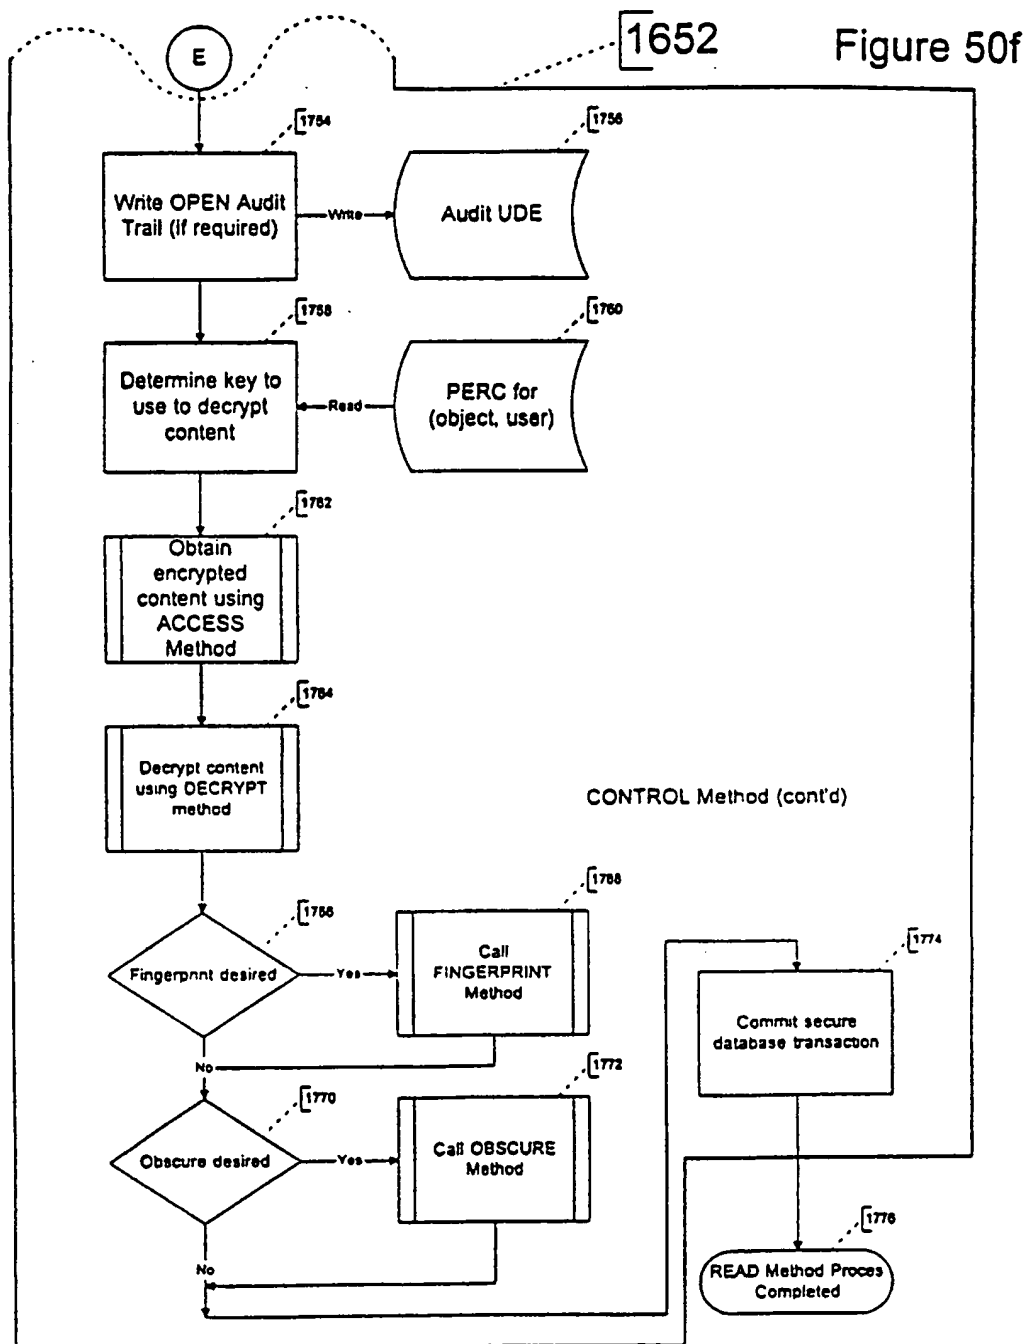 E
1652
Figure 50f
1754
1756
Write OPEN Audit
Trail (if required)
Write
Audit UDE
1758
1760
Determine key to
use to decrypt
content
Read
PERC for
(object, user)
1762
Obtain
encrypted
content using
ACCESS
Method
1764
Decrypt content
using DECRYPT
method
CONTROL Method (cont'd)
1766
1768
Fingerprint desired
Yes
Call
FINGERPRINT
Method
1774
Commit secure
database transaction
No
1770
1772
Obscure desired
Yes
Call OBSCURE
Method
No
1776
READ Method Proces
Completed